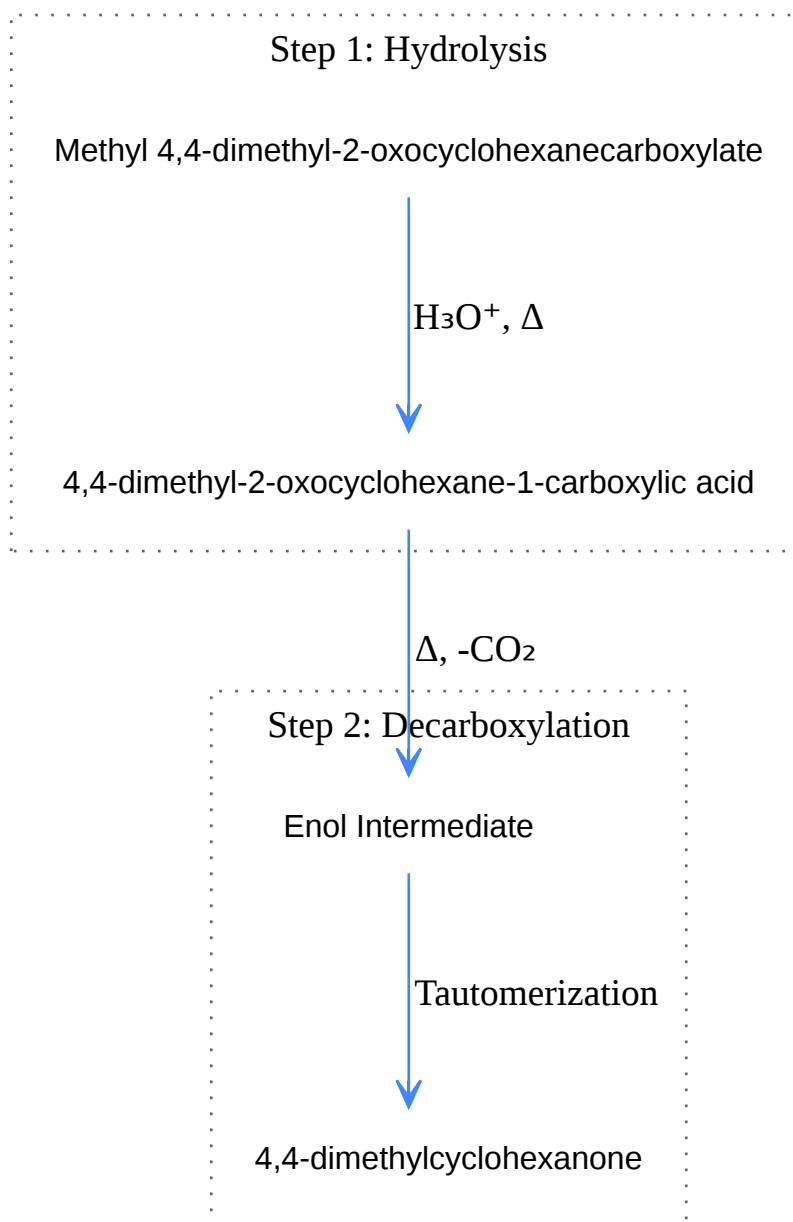 Step 1: Hydrolysis
Methyl 4,4-dimethyl-2-oxocyclohexanecarboxylate
H₃O⁺, Δ
4,4-dimethyl-2-oxocyclohexane-1-carboxylic acid
Δ, -CO₂
Step 2: Decarboxylation
Enol Intermediate
Tautomerization
4,4-dimethylcyclohexanone